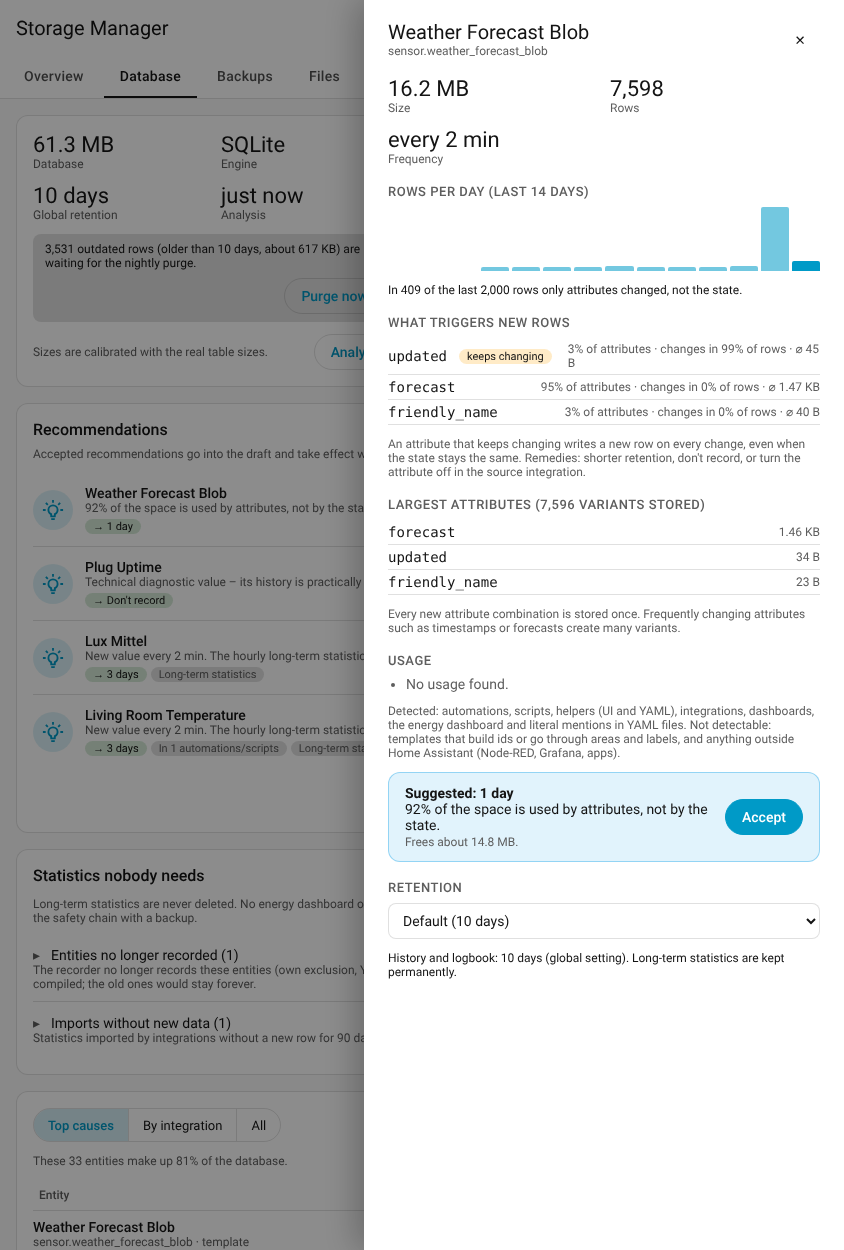 Storage Manager
Overview
Database
Backups
Files
61.3 MB
Database
SQLite
Engine
10 days
Global retention
just now
Analysis
3,531 outdated rows (older than 10 days, about 617 KB) are
waiting for the nightly purge.
Purge now
Sizes are calibrated with the real table sizes.
Analy
Recommendations
Accepted recommendations go into the draft and take effect w
Weather Forecast Blob
92% of the space is used by attributes, not by the sta
→ 1 day
Plug Uptime
Technical diagnostic value – its history is practically
→ Don't record
Lux Mittel
New value every 2 min. The hourly long-term statistic
→ 3 days
Long-term statistics
Living Room Temperature
New value every 2 min. The hourly long-term statistic
→ 3 days
In 1 automations/scripts
Long-term sta
Statistics nobody needs
Long-term statistics are never deleted. No energy dashboard o
the safety chain with a backup.
▸ Entities no longer recorded (1)
The recorder no longer records these entities (own exclusion, Y
compiled; the old ones would stay forever.
▸ Imports without new data (1)
Statistics imported by integrations without a new row for 90 da
Top causes
By integration
All
These 33 entities make up 81% of the database.
Entity
Weather Forecast Blob
sensor.weather_forecast_blob · template
Weather Forecast Blob
sensor.weather_forecast_blob
×
16.2 MB
Size
7,598
Rows
every 2 min
Frequency
ROWS PER DAY (LAST 14 DAYS)
In 409 of the last 2,000 rows only attributes changed, not the state.
WHAT TRIGGERS NEW ROWS
updated
keeps changing
3% of attributes · changes in 99% of rows · ⌀ 45
B
forecast
95% of attributes · changes in 0% of rows · ⌀ 1.47 KB
friendly_name
3% of attributes · changes in 0% of rows · ⌀ 40 B
An attribute that keeps changing writes a new row on every change, even when
the state stays the same. Remedies: shorter retention, don't record, or turn the
attribute off in the source integration.
LARGEST ATTRIBUTES (7,596 VARIANTS STORED)
forecast
1.46 KB
updated
34 B
friendly_name
23 B
Every new attribute combination is stored once. Frequently changing attributes
such as timestamps or forecasts create many variants.
USAGE
• No usage found.
Detected: automations, scripts, helpers (UI and YAML), integrations, dashboards,
the energy dashboard and literal mentions in YAML files. Not detectable:
templates that build ids or go through areas and labels, and anything outside
Home Assistant (Node-RED, Grafana, apps).
Suggested: 1 day
92% of the space is used by attributes, not by the
state.
Frees about 14.8 MB.
Accept
RETENTION
Default (10 days)
History and logbook: 10 days (global setting). Long-term statistics are kept
permanently.